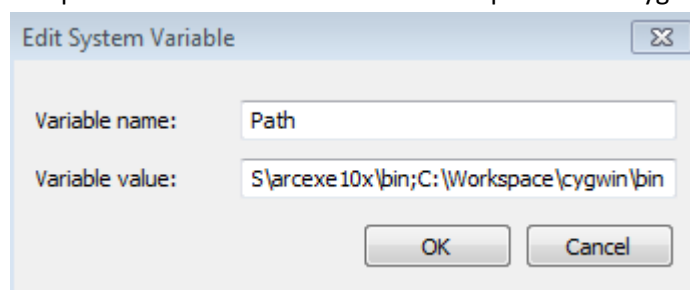 Edit System Variable
Variable name: Path
Variable value: S\arcexe10x\bin;C:\Workspace\cygwin\bin
OK Cancel